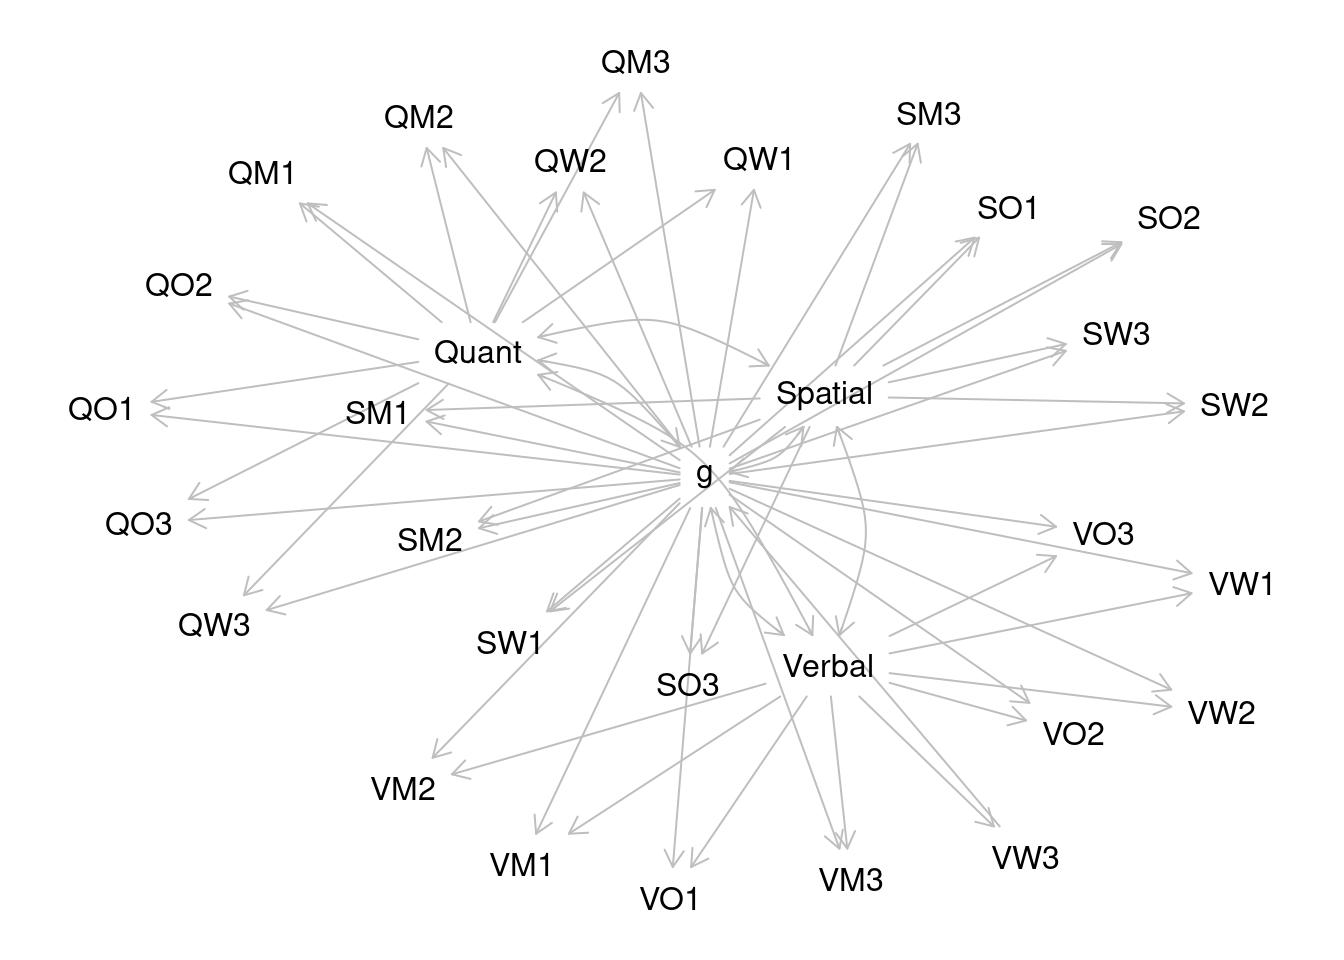 QM3
QM2
SM3
QW2
QW1
QM1
SO1
SO2
QO2
SW3
Quant
Spatial
QO1
SM1
SW2
g
QO3
SM2
VO3
VW1
QW3
SW1
Verbal
SO3
VW2
VO2
VM2
VW3
VM1
VM3
VO1